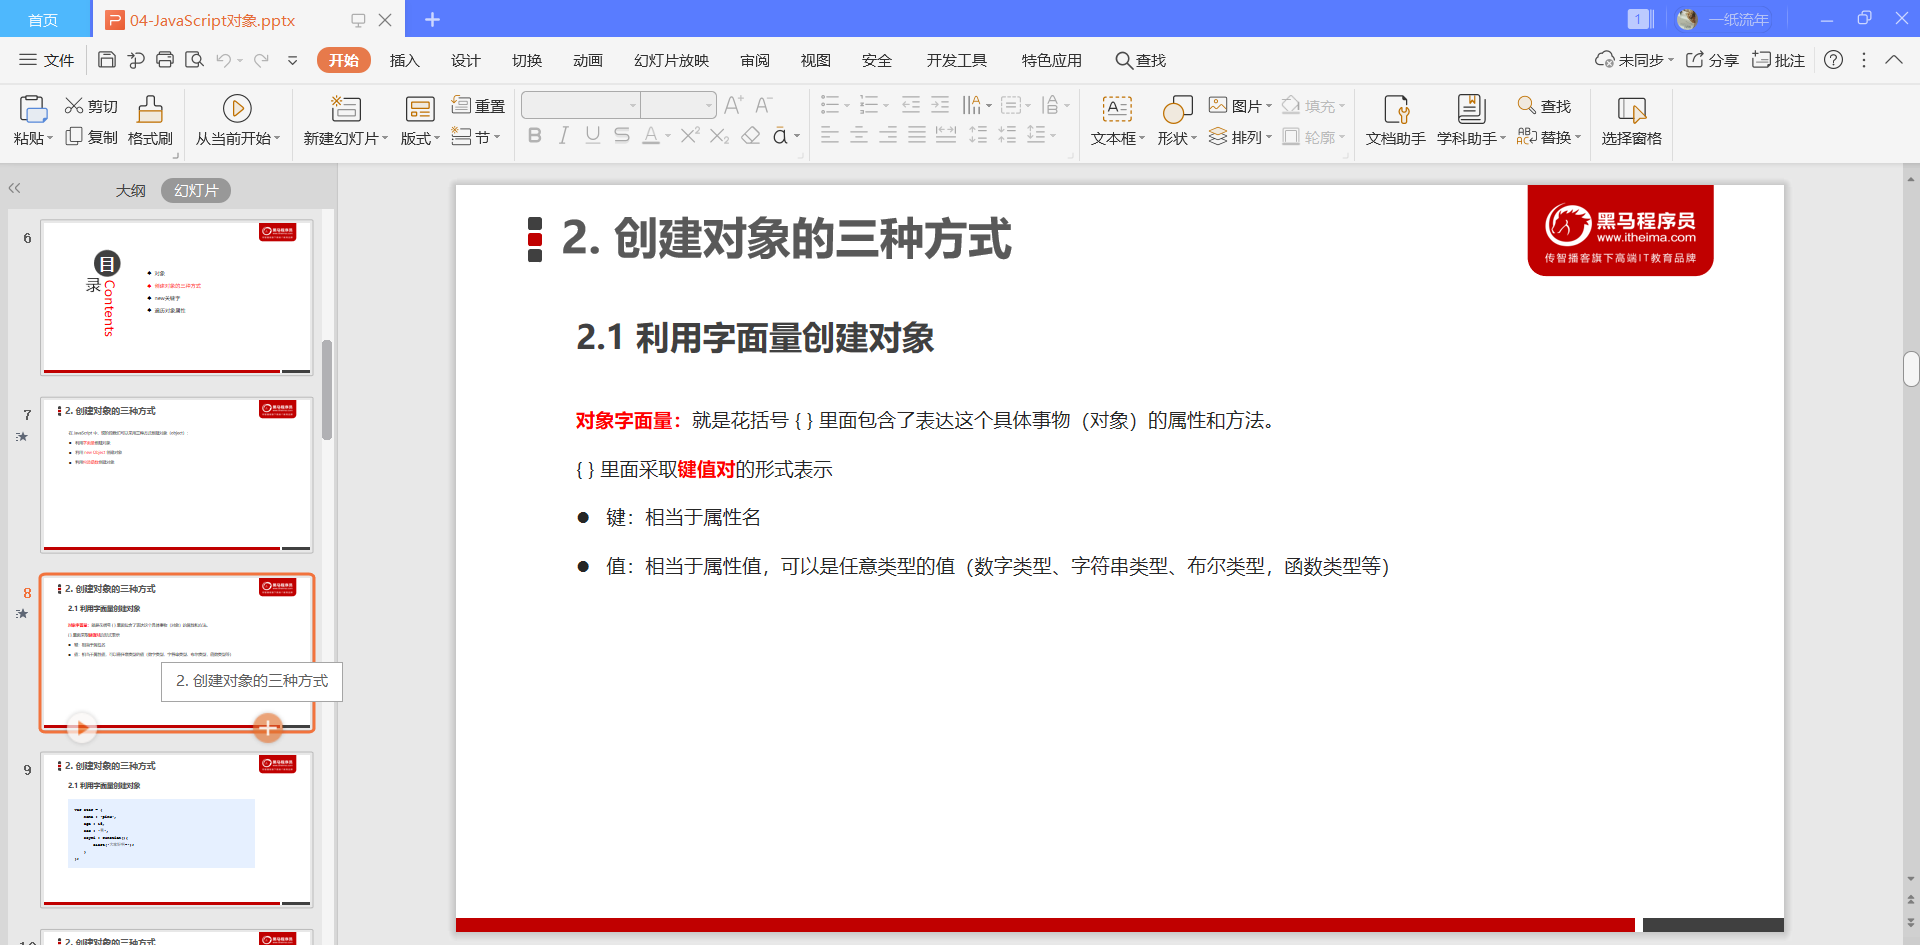 首页
04-JavaScript对象.pptx
1
一纸流年
文件
开始
插入
设计
切换
动画
幻灯片放映
审阅
视图
安全
开发工具
特色应用
查找
未同步
分享
批注
粘贴
剪切
复制
格式刷
从当前开始
新建幻灯片
版式
重置
节
文本框
形状
图片
排列
填充
轮廓
文档助手
学科助手
查找
替换
选择窗格
大纲
幻灯片
6
目
录
Contents
对象
创建对象的三种方式
new关键字
遍历对象属性
7
2. 创建对象的三种方式
8
2. 创建对象的三种方式
2.1 利用字面量创建对象
2. 创建对象的三种方式
9
2. 创建对象的三种方式
2.1 利用字面量创建对象
2. 创建对象的三种方式
2. 创建对象的三种方式
黑马程序员
www.itheima.com
传智播客旗下高端IT教育品牌
2.1 利用字面量创建对象
对象字面量：就是花括号 { } 里面包含了表达这个具体事物（对象）的属性和方法。
{ } 里面采取键值对的形式表示
● 键：相当于属性名
● 值：相当于属性值，可以是任意类型的值（数字类型、字符串类型、布尔类型，函数类型等）